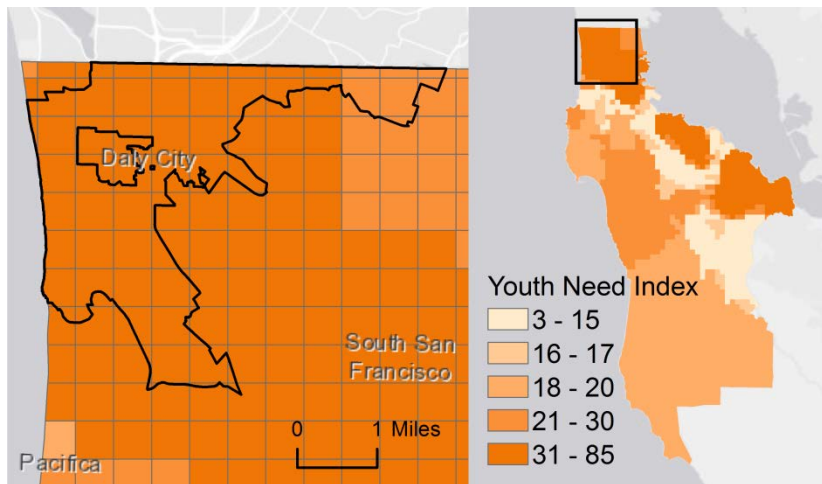 Daly City
South San
Francisco
0 1 Miles
Pacifica
Youth Need Index
3 - 15
16 - 17
18 - 20
21 - 30
31 - 85